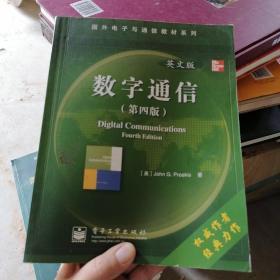 国外电子与通信教材系列
英文版
数字通信
(第四版)
Digital Communications
Fourth Edition
[美] John G. Proakis 著
权威作者
经典力作
电子工业出版社